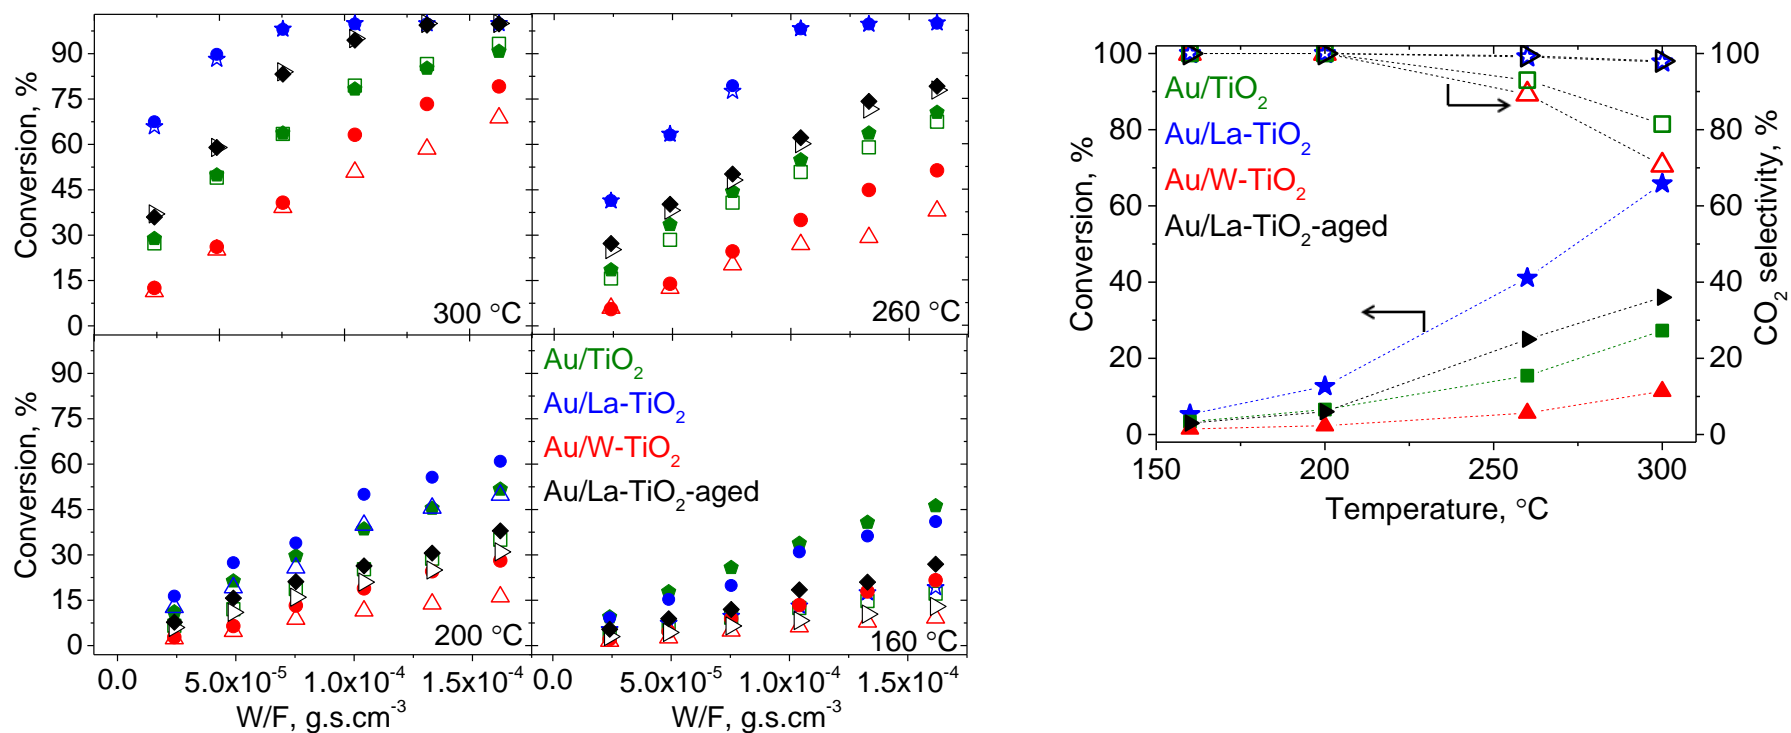 Conversion, %
90
75
60
45
30
15
0
300 °C
260 °C
Conversion, %
90
75
60
45
30
15
0
200 °C
Au/TiO₂
Au/La-TiO₂
Au/W-TiO₂
Au/La-TiO₂-aged
160 °C
0.0 5.0x10⁻⁵ 1.0x10⁻⁴ 1.5x10⁻⁴
W/F, g.s.cm⁻³
0.0 5.0x10⁻⁵ 1.0x10⁻⁴ 1.5x10⁻⁴
W/F, g.s.cm⁻³
Conversion, %
100
80
60
40
20
0
Au/TiO₂
Au/La-TiO₂
Au/W-TiO₂
Au/La-TiO₂-aged
100
80
60
40
20
0
CO₂ selectivity, %
150 200 250 300
Temperature, °C